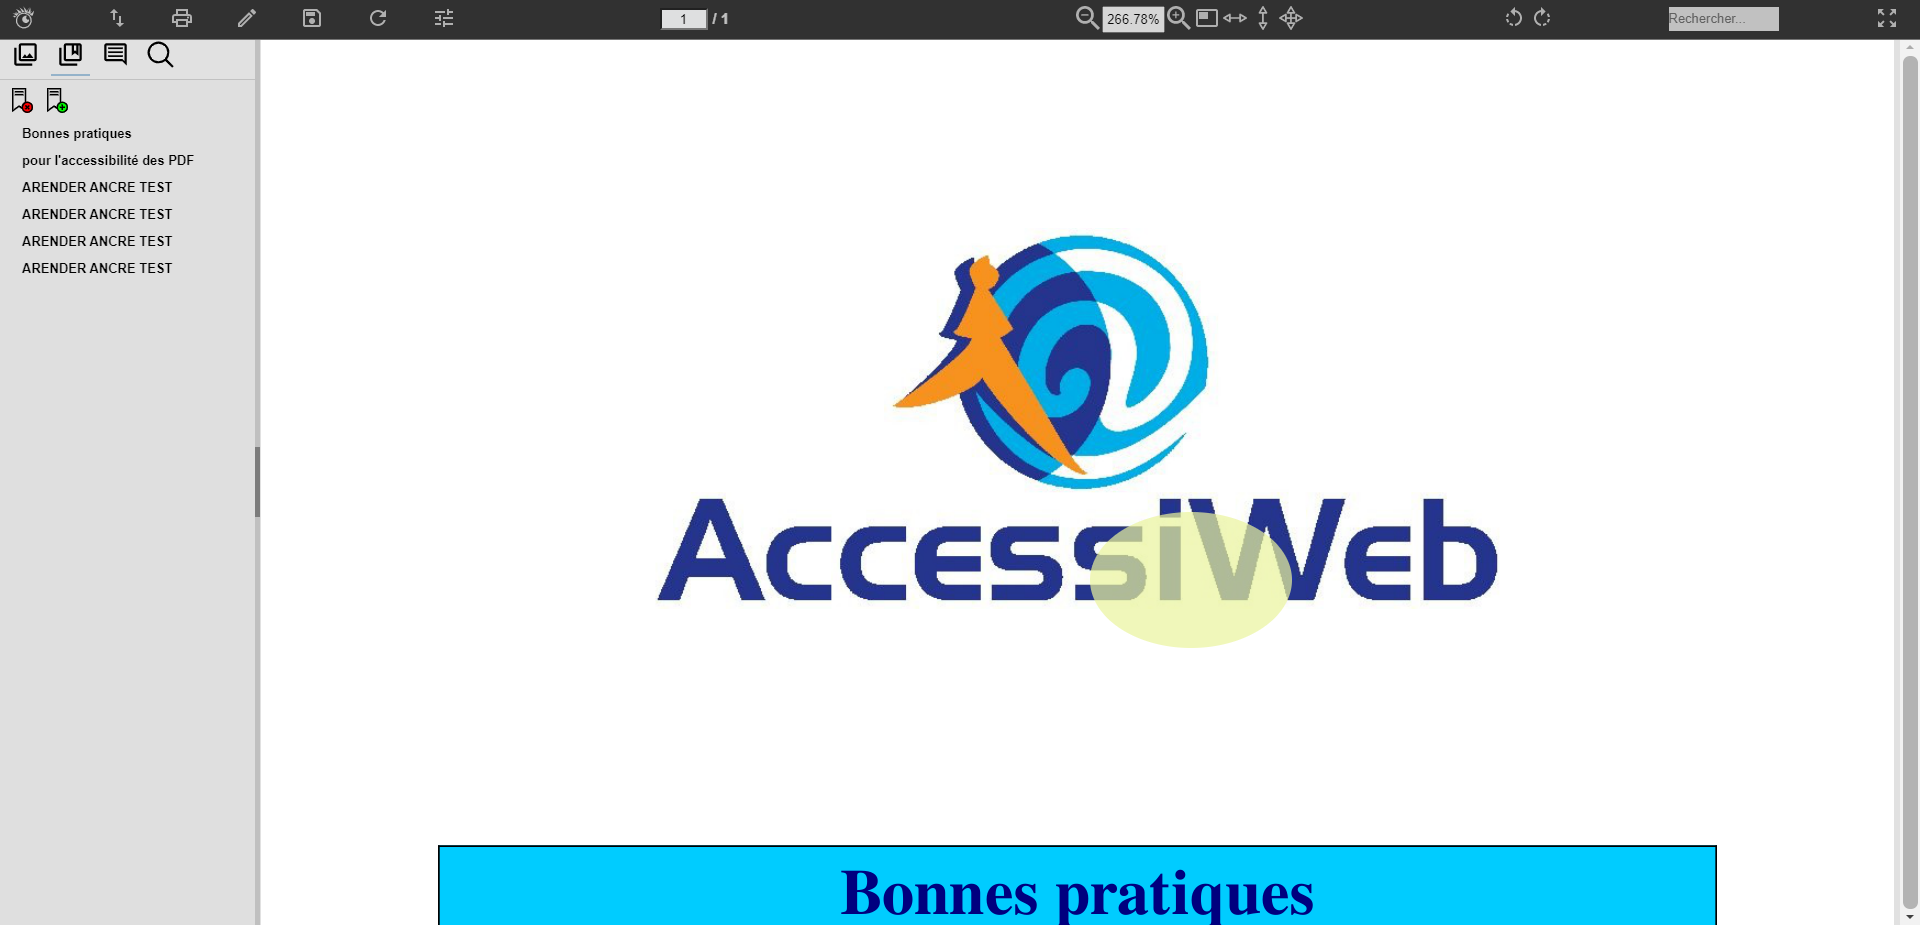 1 / 1
266.78%
Rechercher...
Bonnes pratiques
pour l'accessibilité des PDF
ARENDER ANCRE TEST
ARENDER ANCRE TEST
ARENDER ANCRE TEST
ARENDER ANCRE TEST
AccessiWeb
Bonnes pratiques